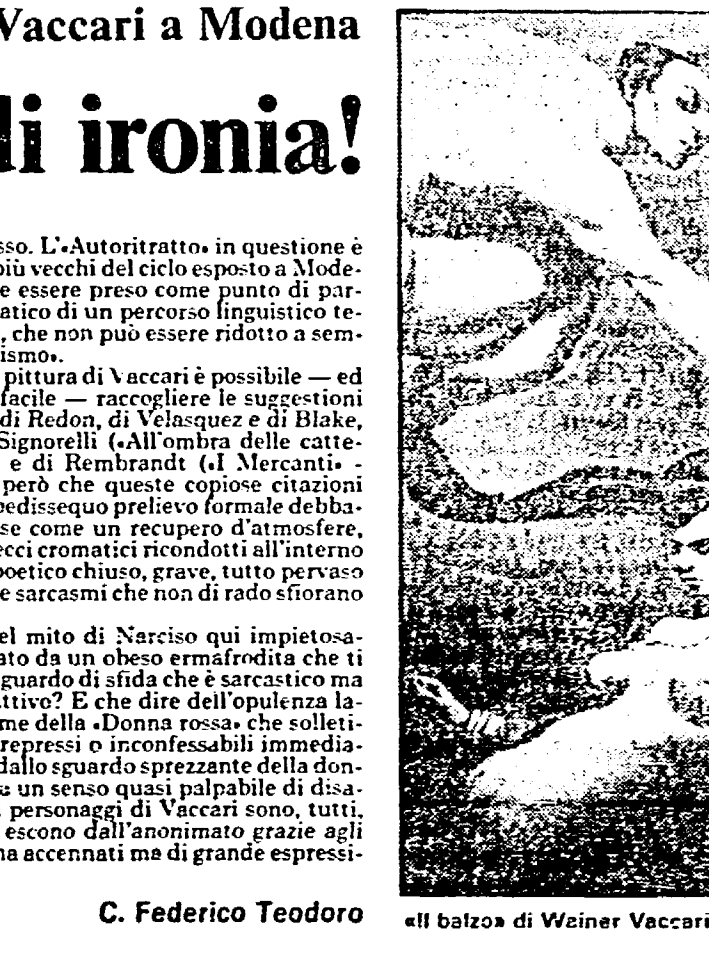 Vaccari a Modena
di ironia!
sso. L'«Autoritratto» in questione è
più vecchi del ciclo esposto a Mode-
e essere preso come punto di par-
atico di un percorso linguistico te-
, che non può essere ridotto a sem-
ismo».
pittura di Vaccari è possibile — ed
facile — raccogliere le suggestioni
di Redon, di Velasquez e di Blake,
Signorelli («All'ombra delle catte-
e di Rembrandt («I Mercanti» -
però che queste copiose citazioni
pedissequo prelievo formale debba-
se come un recupero d'atmosfere,
ecci cromatici ricondotti all'interno
poetico chiuso, grave, tutto pervaso
e sarcasmi che non di rado sfiorano
el mito di Narciso qui impietosa-
ato da un obeso ermafrodita che ti
guardo di sfida che è sarcastico ma
ttivo? E che dire dell'opulenza la-
me della «Donna rossa» che solleti-
repressi o inconfessabili immedia-
dallo sguardo sprezzante della don-
un senso quasi palpabile di disa-
personaggi di Vaccari sono, tutti,
escono dall'anonimato grazie agli
na accennati ma di grande espressi-
C. Federico Teodoro
«Il balzo» di Wainer Vaccari